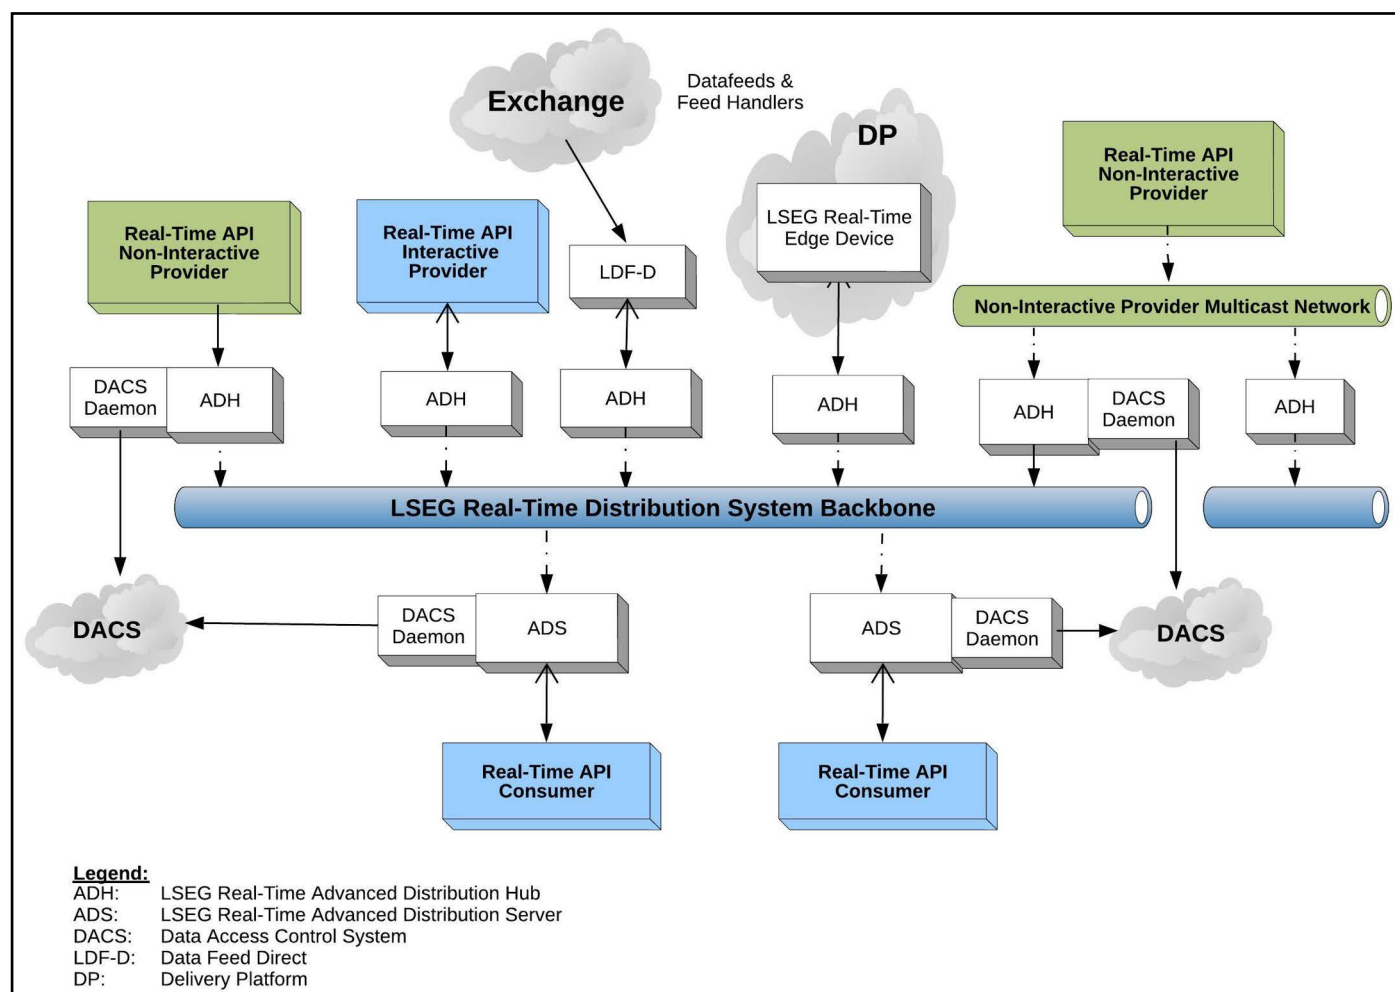 Exchange
Datafeeds &
Feed Handlers
DP
Real-Time API
Non-Interactive
Provider
LSEG Real-Time
Edge Device
Real-Time API
Non-Interactive
Provider
Real-Time API
Interactive
Provider
LDF-D
Non-Interactive Provider Multicast Network
DACS
Daemon
ADH
ADH
ADH
ADH
ADH
DACS
Daemon
ADH
LSEG Real-Time Distribution System Backbone
DACS
DACS
Daemon
ADS
ADS
DACS
Daemon
DACS
Real-Time API
Consumer
Real-Time API
Consumer
Legend:
ADH: LSEG Real-Time Advanced Distribution Hub
ADS: LSEG Real-Time Advanced Distribution Server
DACS: Data Access Control System
LDF-D: Data Feed Direct
DP: Delivery Platform